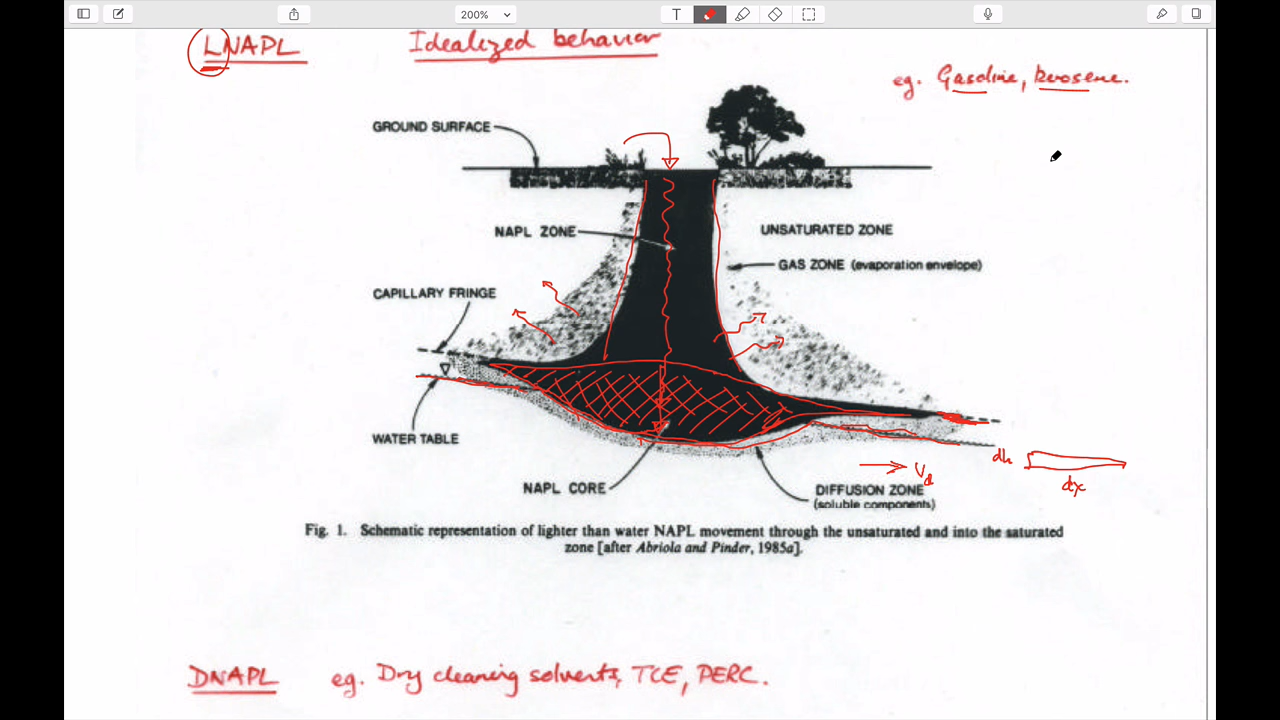 200%
T
LNAPL Idealized behavior
eg. Gasoline, kerosene.
GROUND SURFACE
NAPL ZONE
UNSATURATED ZONE
GAS ZONE (evaporation envelope)
CAPILLARY FRINGE
WATER TABLE
dh
Vd
dx
NAPL CORE
DIFFUSION ZONE
(soluble components)
Fig. 1. Schematic representation of lighter than water NAPL movement through the unsaturated and into the saturated
zone [after Abriola and Pinder, 1985a].
DNAPL eg. Dry cleaning solvents, TCE, PERC.